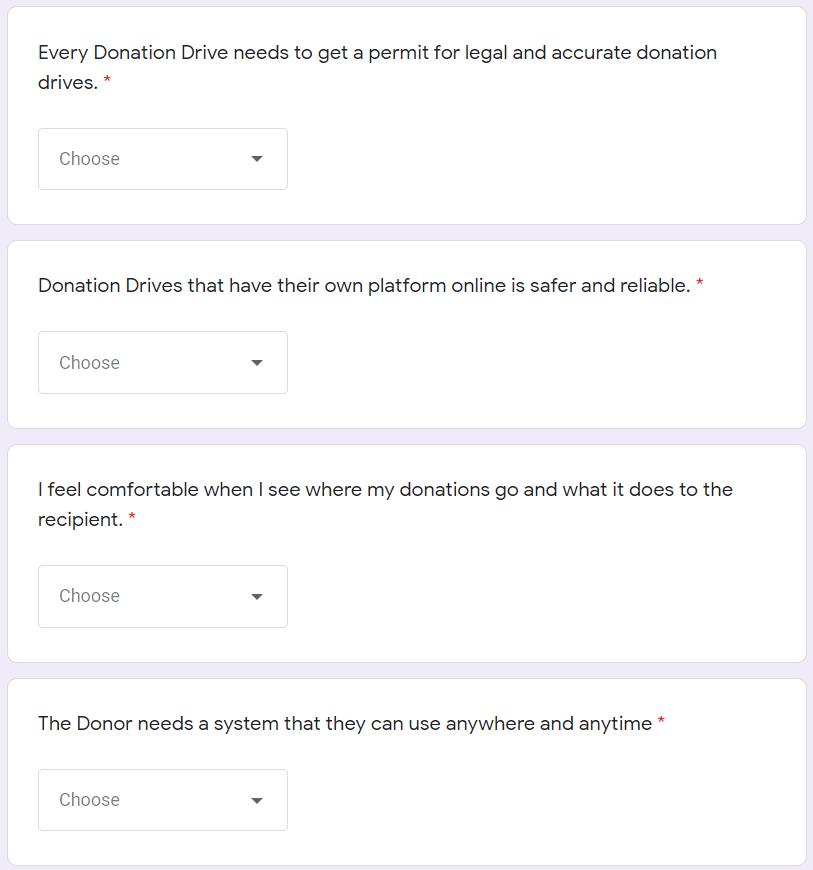 Every Donation Drive needs to get a permit for legal and accurate donation
drives. *
Choose
Donation Drives that have their own platform online is safer and reliable. *
Choose
I feel comfortable when I see where my donations go and what it does to the
recipient. *
Choose
The Donor needs a system that they can use anywhere and anytime *
Choose